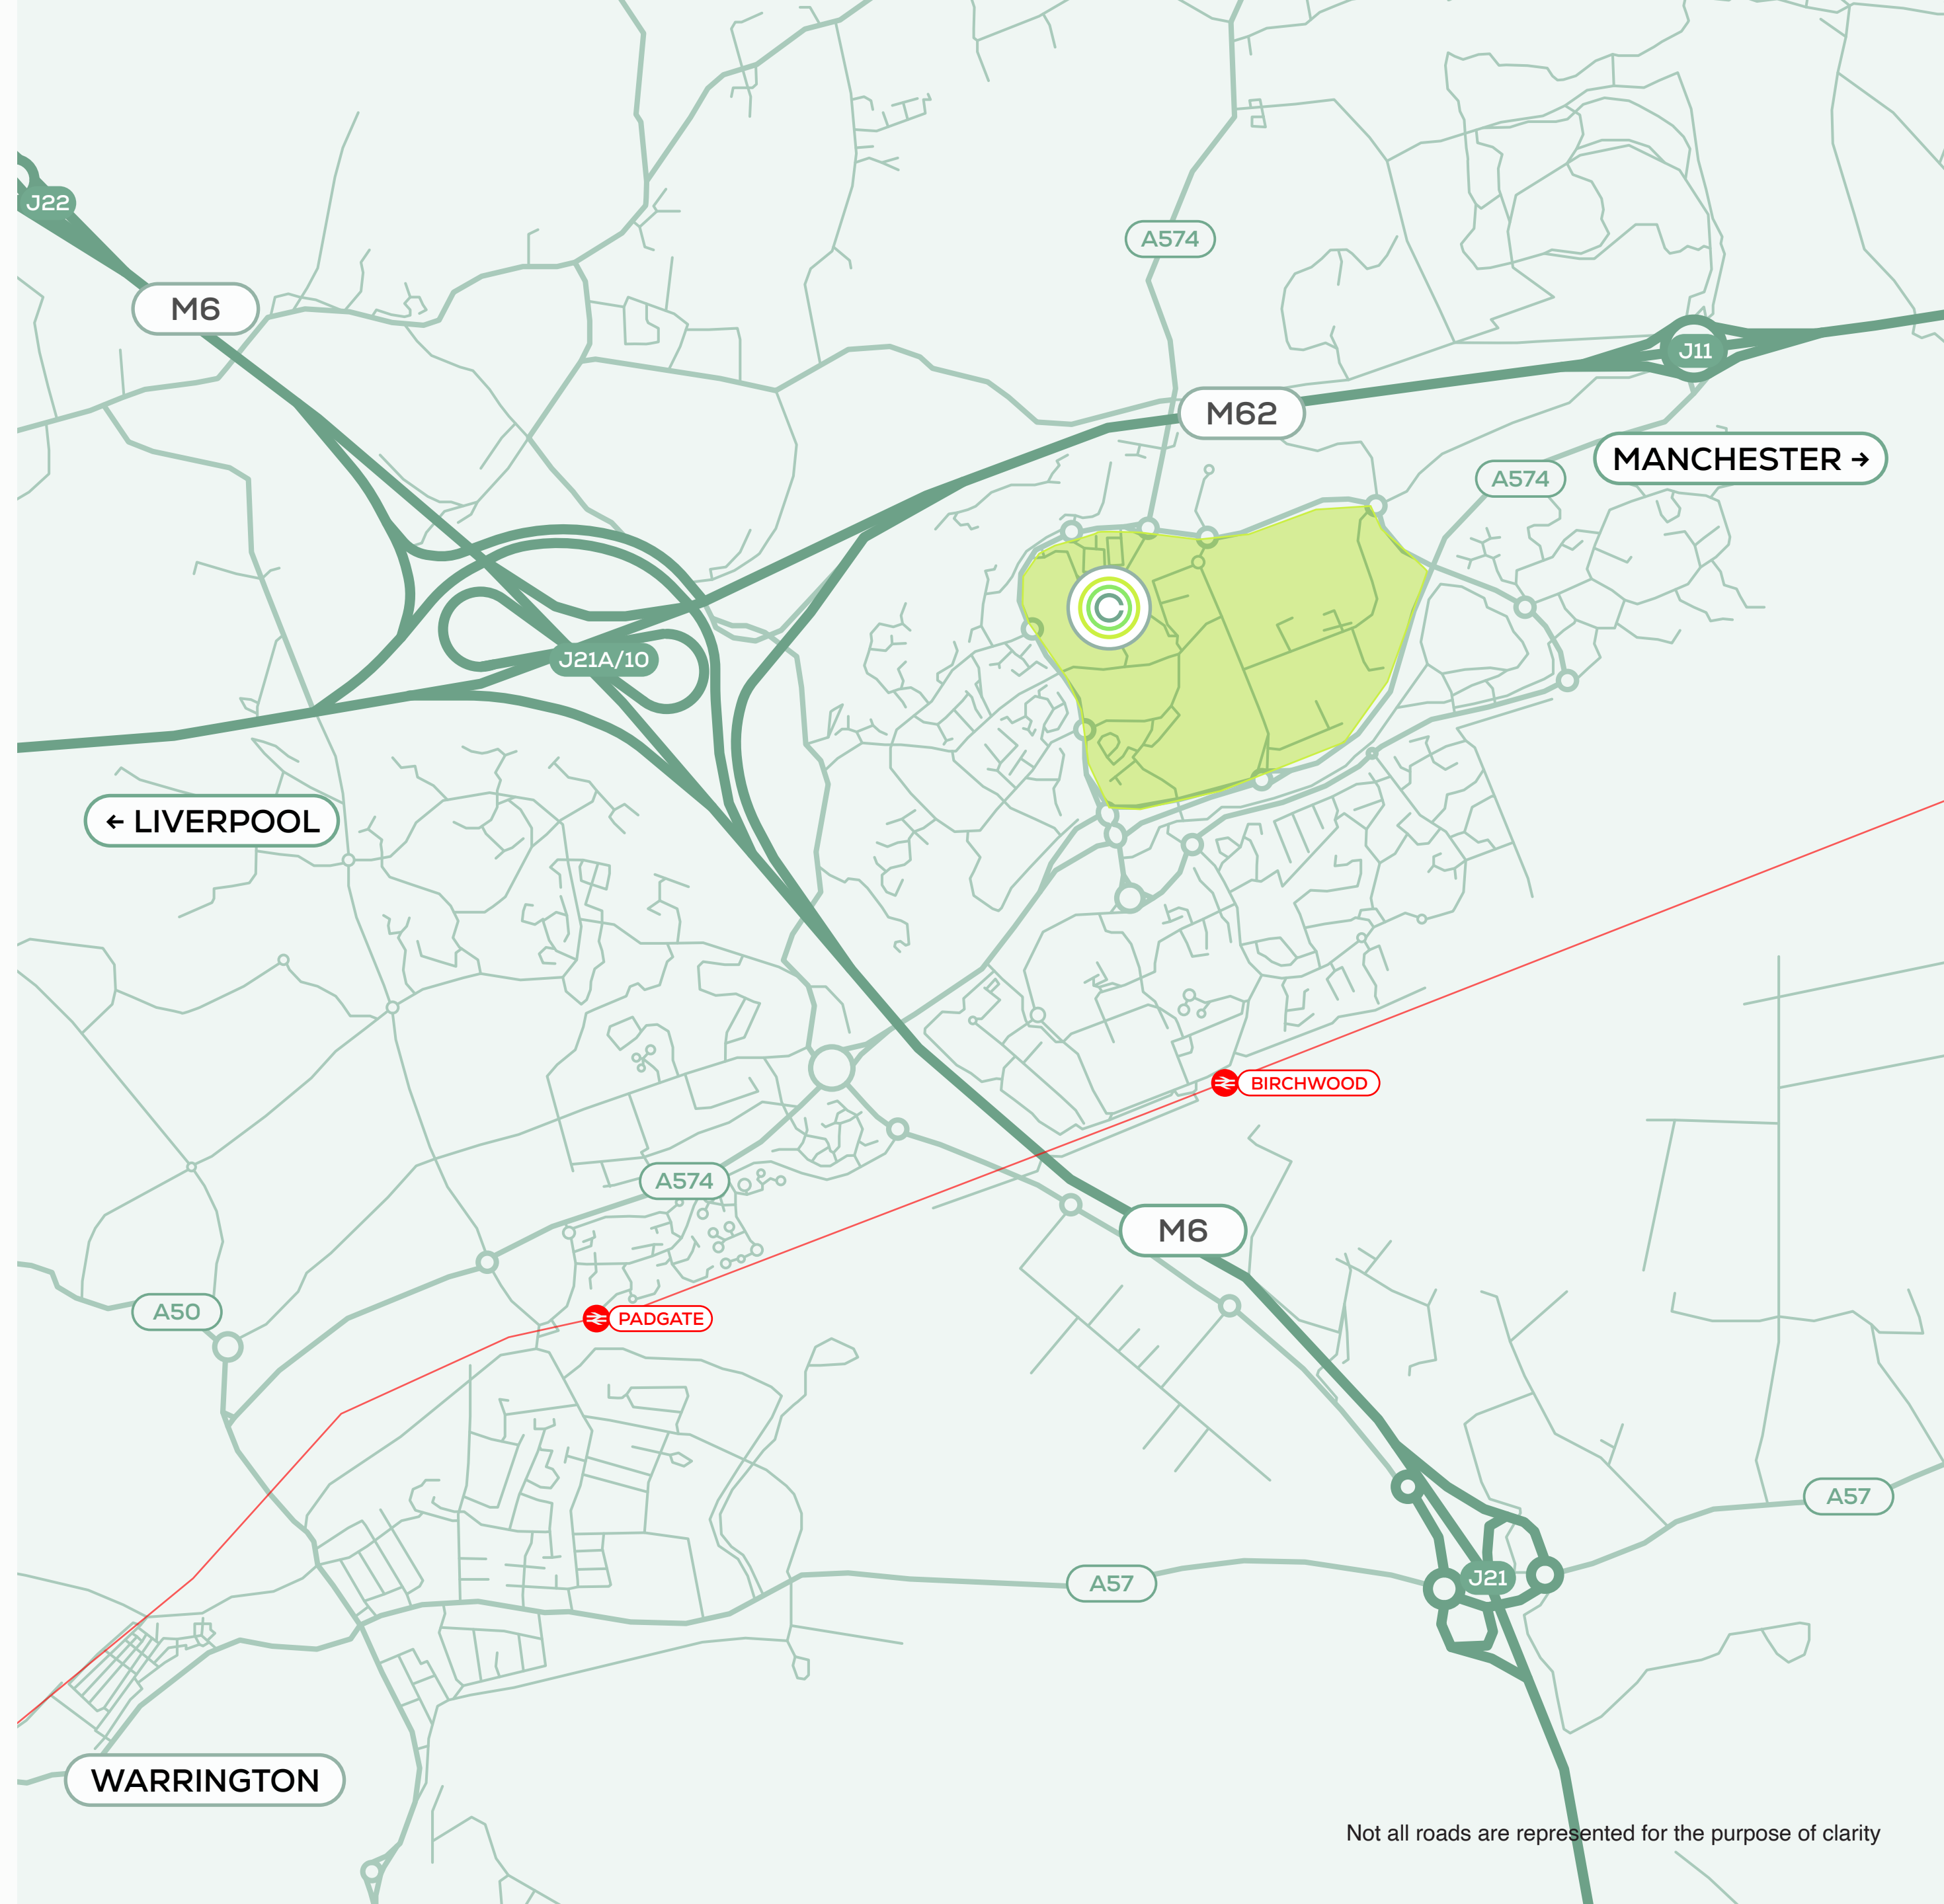 J22
A574
M6
J11
M62
MANCHESTER →
A574
J21A/10
← LIVERPOOL
BIRCHWOOD
A574
M6
A50
PADGATE
A57
J21
A57
WARRINGTON
Not all roads are represented for the purpose of clarity